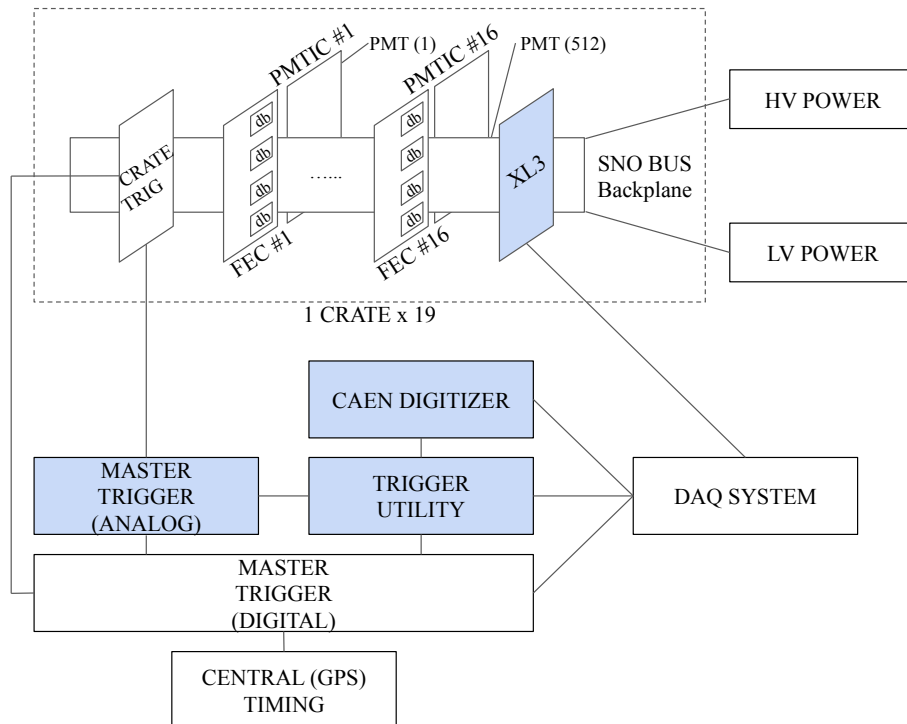 PMTIC #1
PMT (1)
PMTIC #16
PMT (512)
HV POWER
CRATE
TRIG
db
db
db
db
FEC #1
…...
db
db
db
db
FEC #16
XL3
SNO BUS
Backplane
LV POWER
1 CRATE x 19
CAEN DIGITIZER
MASTER
TRIGGER
(ANALOG)
TRIGGER
UTILITY
DAQ SYSTEM
MASTER
TRIGGER
(DIGITAL)
CENTRAL (GPS)
TIMING